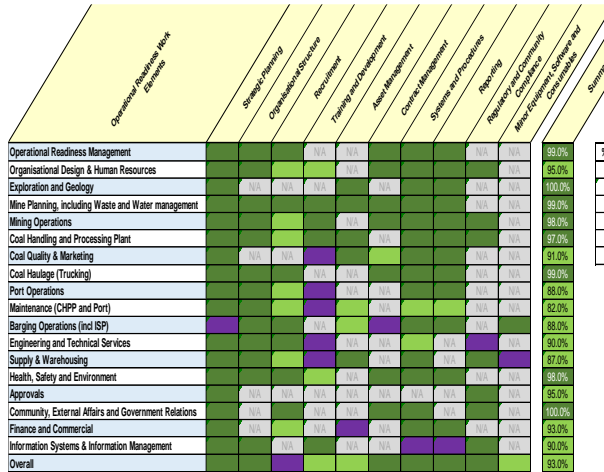 Operational Readiness Work
Elements
Strategic Planning
Organisational Structure
Recruitment
Training and Development
Asset Management
Contract Management
Systems and Procedures
Reporting
Regulatory and Community
Compliance
Minor Equipment, Software and
Consumables
Operational Readiness Management N/A N/A N/A N/A 99.0%
Organisational Design & Human Resources N/A N/A 95.0%
Exploration and Geology N/A N/A N/A N/A N/A N/A 100.0%
Mine Planning, including Waste and Water management N/A N/A 99.0%
Mining Operations N/A N/A 98.0%
Coal Handling and Processing Plant N/A N/A 97.0%
Coal Quality & Marketing N/A N/A N/A 91.0%
Coal Haulage (Trucking) N/A N/A N/A N/A 99.0%
Port Operations N/A N/A N/A N/A 88.0%
Maintenance (CHPP and Port) N/A N/A N/A 82.0%
Barging Operations (incl ISP) N/A N/A 88.0%
Engineering and Technical Services N/A N/A N/A N/A 90.0%
Supply & Warehousing N/A N/A 87.0%
Health, Safety and Environment N/A N/A N/A 98.0%
Approvals N/A N/A N/A N/A N/A N/A N/A N/A 95.0%
Community, External Affairs and Government Relations N/A N/A N/A N/A N/A 100.0%
Finance and Commercial N/A N/A N/A N/A 93.0%
Information Systems & Information Management N/A N/A N/A N/A 90.0%
Overall 93.0%